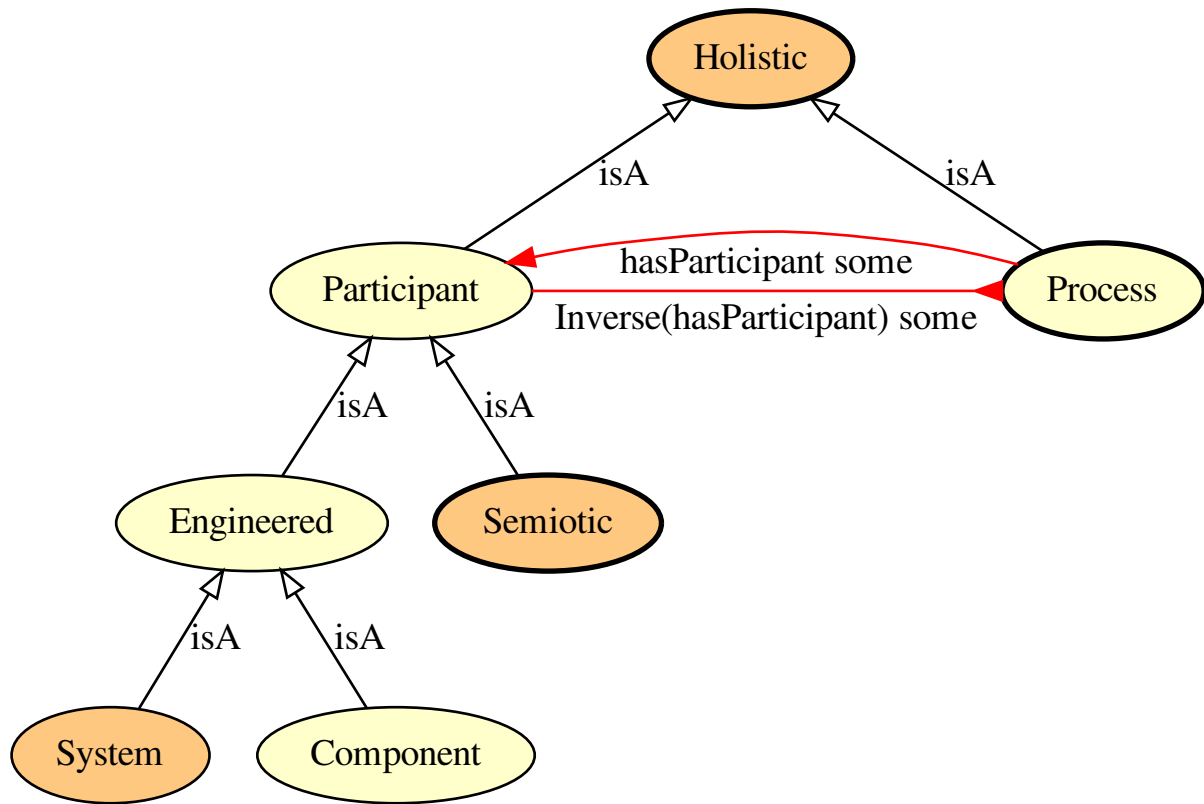 Holistic
isA
isA
hasParticipant some
Participant
Process
Inverse(hasParticipant) some
isA
isA
Engineered
Semiotic
isA
isA
System
Component